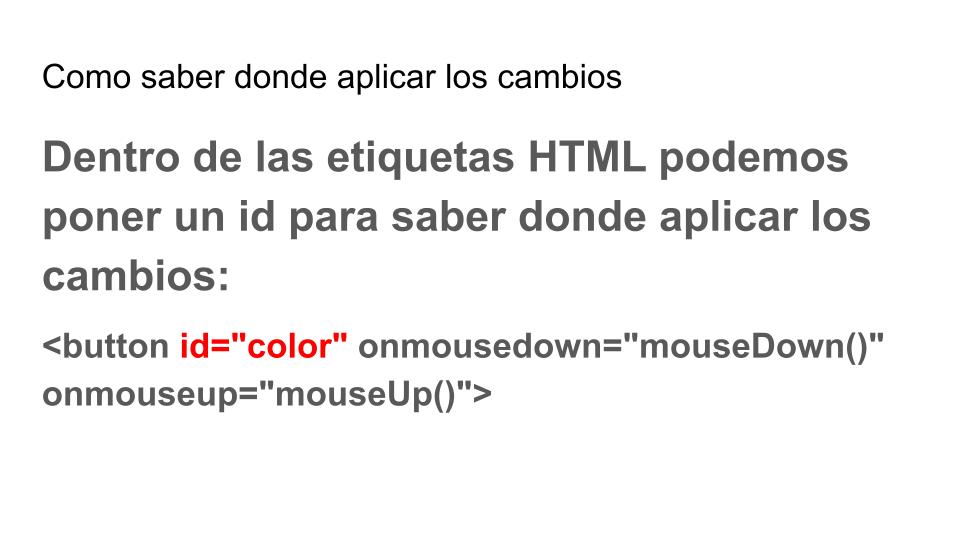 Como saber donde aplicar los cambios
Dentro de las etiquetas HTML podemos
poner un id para saber donde aplicar los
cambios:
<button id="color" onmousedown="mouseDown()"
onmouseup="mouseUp()">